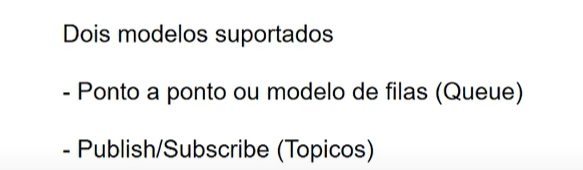 Dois modelos suportados
- Ponto a ponto ou modelo de filas (Queue)
- Publish/Subscribe (Topicos)